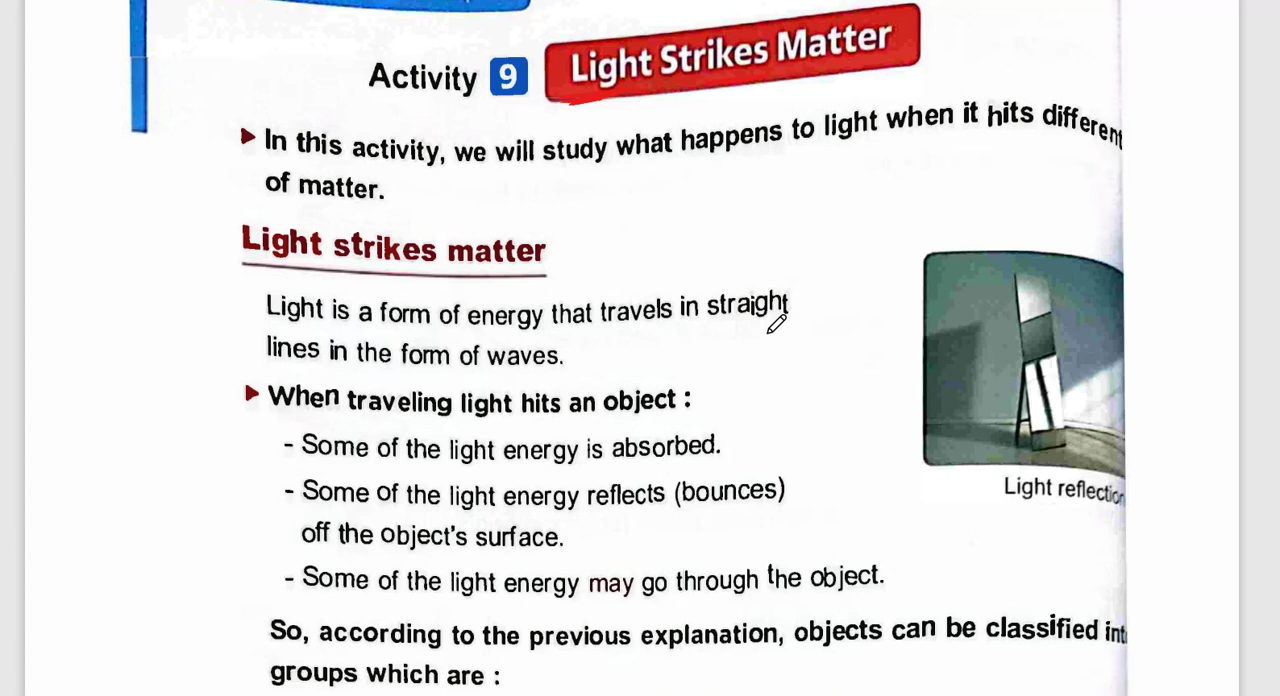 Activity 9 Light Strikes Matter
In this activity, we will study what happens to light when it hits different
of matter.
Light strikes matter
Light is a form of energy that travels in straight
lines in the form of waves.
When traveling light hits an object :
- Some of the light energy is absorbed.
- Some of the light energy reflects (bounces)
off the object's surface.
Light reflection
- Some of the light energy may go through the object.
So, according to the previous explanation, objects can be classified
groups which are :